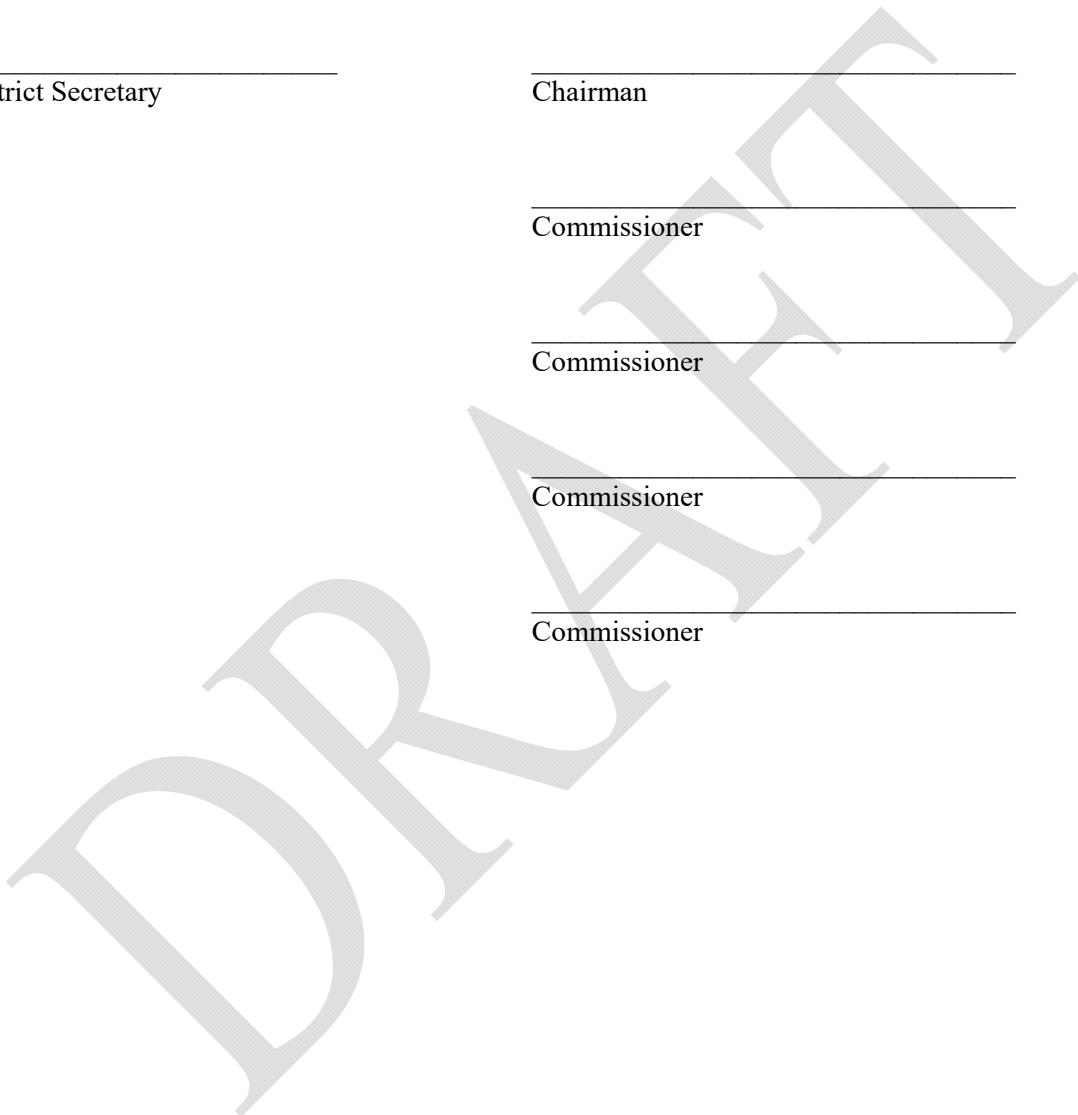 trict Secretary
Chairman
Commissioner
Commissioner
Commissioner
Commissioner
DRAFT